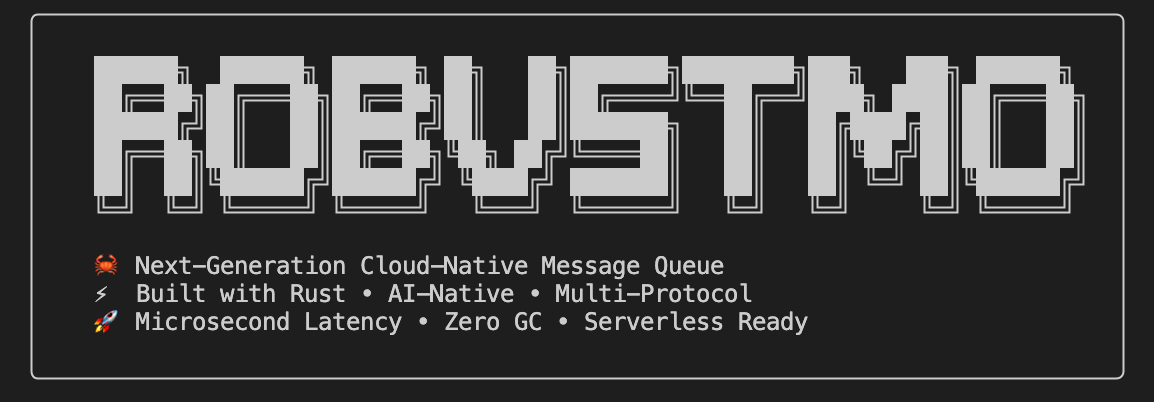 ROBVSTMO
🦀 Next-Generation Cloud-Native Message Queue
⚡ Built with Rust • AI-Native • Multi-Protocol
🚀 Microsecond Latency • Zero GC • Serverless Ready